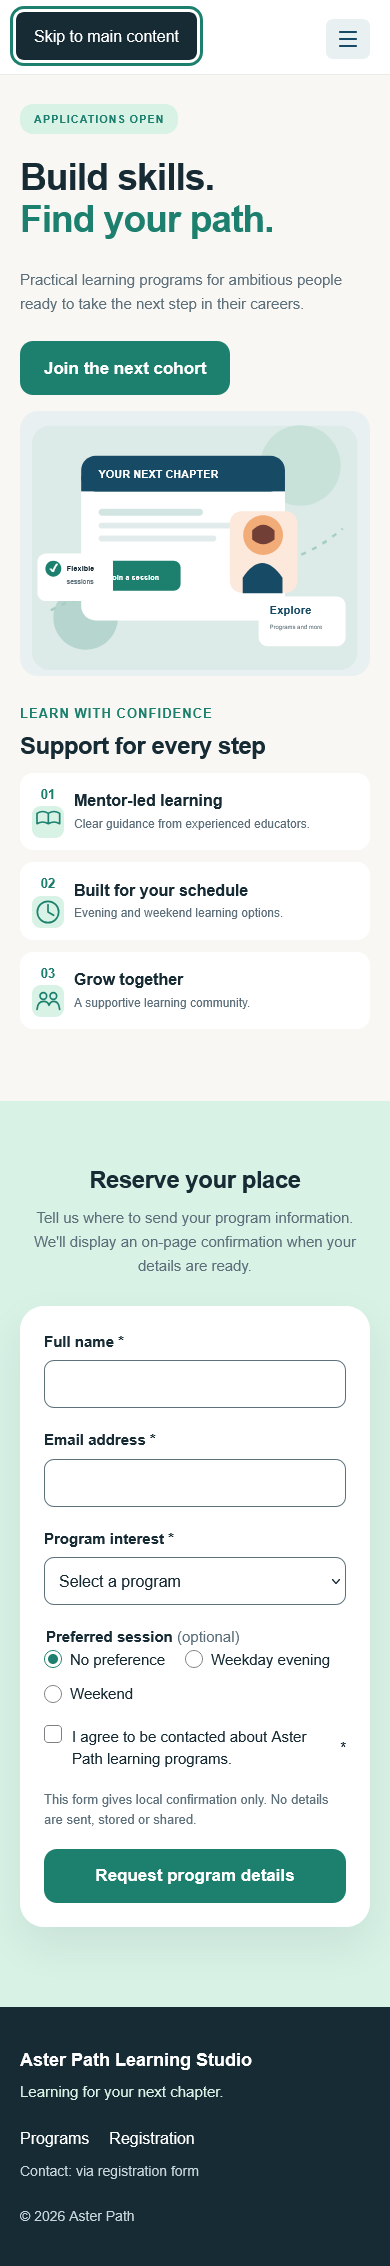 Skip to main content
APPLICATIONS OPEN
Build skills.
Find your path.
Practical learning programs for ambitious people
ready to take the next step in their careers.
Join the next cohort
YOUR NEXT CHAPTER
Flexible
sessions
oin a session
Explore
Programs and more
LEARN WITH CONFIDENCE
Support for every step
01
Mentor-led learning
Clear guidance from experienced educators.
02
Built for your schedule
Evening and weekend learning options.
03
Grow together
A supportive learning community.
Reserve your place
Tell us where to send your program information.
We'll display an on-page confirmation when your
details are ready.
Full name *
Email address *
Program interest *
Select a program
Preferred session (optional)
No preference
Weekday evening
Weekend
I agree to be contacted about Aster
Path learning programs.
*
This form gives local confirmation only. No details
are sent, stored or shared.
Request program details
Aster Path Learning Studio
Learning for your next chapter.
Programs
Registration
Contact: via registration form
© 2026 Aster Path